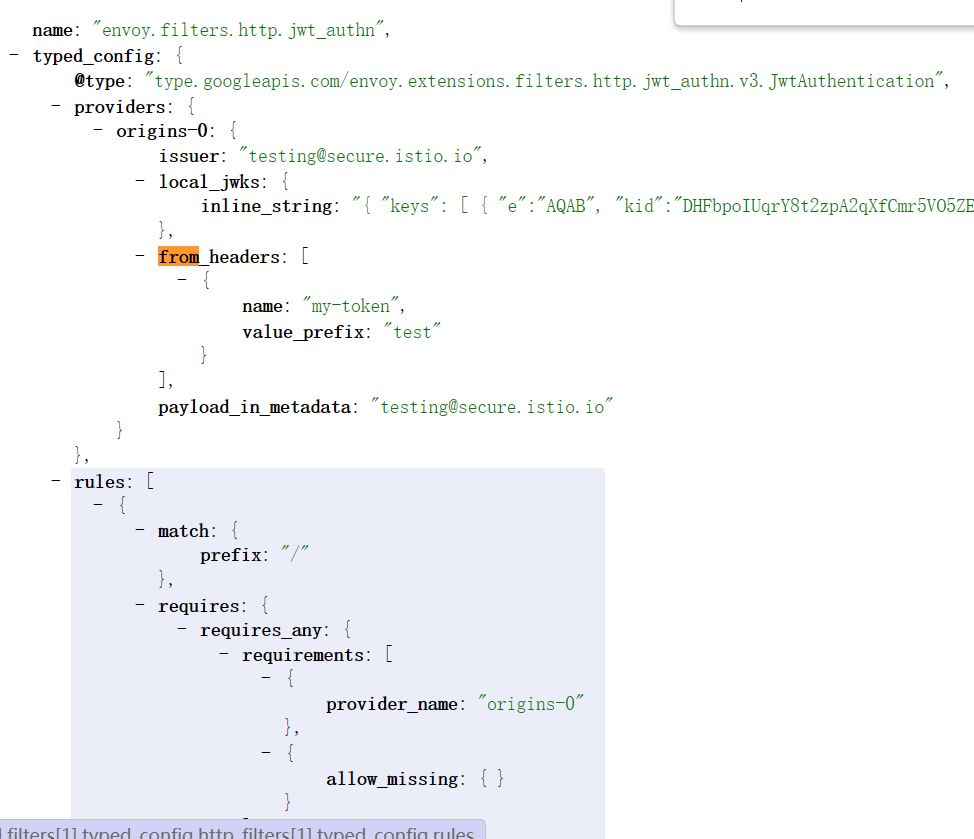 name: "envoy.filters.http.jwt_authn",
- typed_config: {
@type: "type.googleapis.com/envoy.extensions.filters.http.jwt_authn.v3.JwtAuthentication",
- providers: {
- origins-0: {
issuer: "testing@secure.istio.io",
- local_jwks: {
inline_string: "{ "keys": [ { "e":"AQAB", "kid":"DHFbpoIUqrY8t2zpA2qXfCmr5VO5ZE
},
- from_headers: [
- {
name: "my-token",
value_prefix: "test"
}
],
payload_in_metadata: "testing@secure.istio.io"
}
},
- rules: [
- {
- match: {
prefix: "/"
},
- requires: {
- requires_any: {
- requirements: [
- {
provider_name: "origins-0"
},
- {
allow_missing: { }
}
filters[1].typed_config.http_filters[1].typed_config.rules